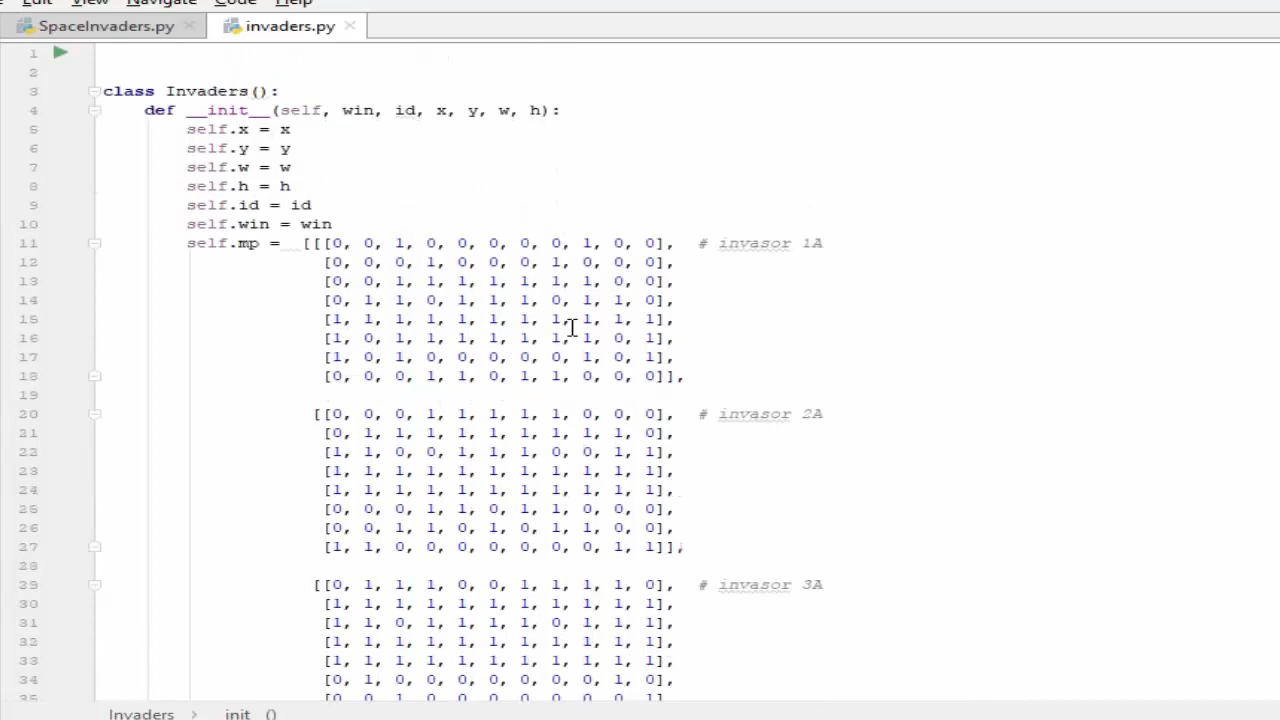 Edit View Navigate Code Help
SpaceInvaders.py invaders.py
1
2
3 class Invaders():
4 def __init__(self, win, id, x, y, w, h):
5 self.x = x
6 self.y = y
7 self.w = w
8 self.h = h
9 self.id = id
10 self.win = win
11 self.mp = [[[0, 0, 1, 0, 0, 0, 0, 0, 1, 0, 0], # invasor 1A
12 [0, 0, 0, 1, 0, 0, 0, 1, 0, 0, 0],
13 [0, 0, 1, 1, 1, 1, 1, 1, 1, 0, 0],
14 [0, 1, 1, 0, 1, 1, 1, 0, 1, 1, 0],
15 [1, 1, 1, 1, 1, 1, 1, 1, 1, 1, 1],
16 [1, 0, 1, 1, 1, 1, 1, 1, 1, 0, 1],
17 [1, 0, 1, 0, 0, 0, 0, 0, 1, 0, 1],
18 [0, 0, 0, 1, 1, 0, 1, 1, 0, 0, 0]],
19
20 [[0, 0, 0, 1, 1, 1, 1, 1, 0, 0, 0], # invasor 2A
21 [0, 1, 1, 1, 1, 1, 1, 1, 1, 1, 0],
22 [1, 1, 0, 0, 1, 1, 1, 0, 0, 1, 1],
23 [1, 1, 1, 1, 1, 1, 1, 1, 1, 1, 1],
24 [1, 1, 1, 1, 1, 1, 1, 1, 1, 1, 1],
25 [0, 0, 0, 1, 1, 0, 1, 1, 0, 0, 0],
26 [0, 0, 1, 1, 0, 1, 0, 1, 1, 0, 0],
27 [1, 1, 0, 0, 0, 0, 0, 0, 0, 1, 1]],
28
29 [[0, 1, 1, 1, 0, 0, 1, 1, 1, 1, 0], # invasor 3A
30 [1, 1, 1, 1, 1, 1, 1, 1, 1, 1, 1],
31 [1, 1, 0, 1, 1, 1, 1, 0, 1, 1, 1],
32 [1, 1, 1, 1, 1, 1, 1, 1, 1, 1, 1],
33 [1, 1, 1, 1, 1, 1, 1, 1, 1, 1, 1],
34 [0, 1, 0, 0, 0, 0, 0, 0, 0, 1, 0],
35 [0, 0, 1, 0, 0, 0, 0, 0, 0, 0, 1]
Invaders > init ()